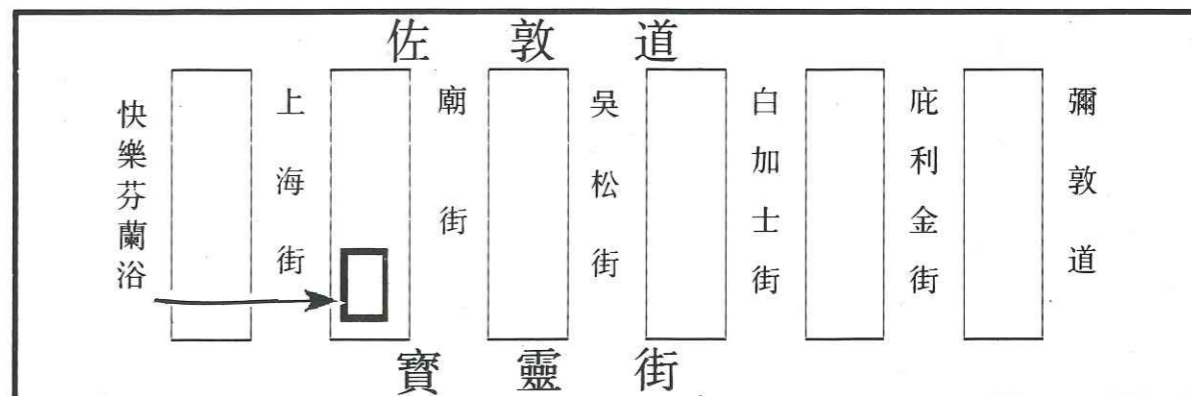 佐敦道
快樂芬蘭浴
上海街
廟街
吳松街
白加士街
庇利金街
彌敦道
寶靈街